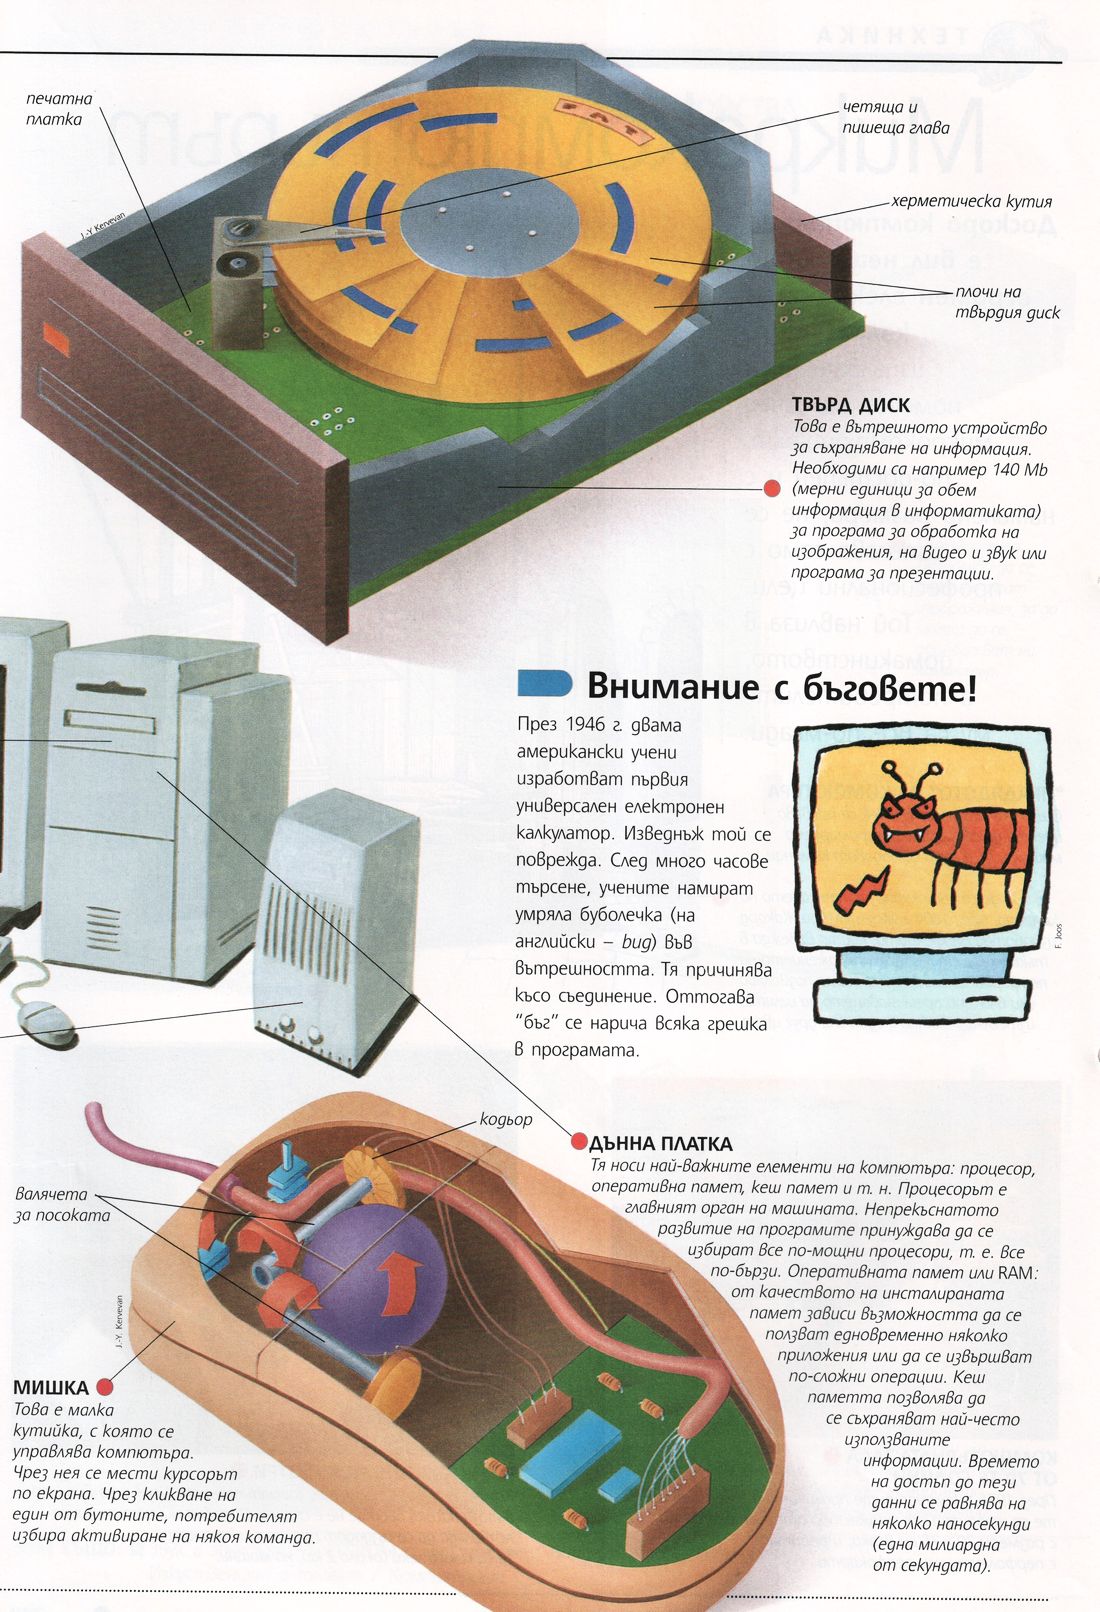 печатна
платка
FAT
четяща и
пишеща глава
J.-Y Kervevan
херметическа кутия
плочи на
твърдия диск
ТВЪРД ДИСК
Това е вътрешното устройство
за съхраняване на информация.
Необходими са например 140 Mb
(мерни единици за обем
информация в информатиката)
за програма за обработка на
изображения, на видео и звук или
програма за презентации.
Внимание с бъговете!
През 1946 г. двама
американски учени
изработват първия
универсален електронен
калкулатор. Изведнъж той се
поврежда. След много часове
търсене, учените намират
умряла буболечка (на
английски – bug) във
вътрешността. Тя причинява
късо съединение. Оттогава
"бъг" се нарича всяка грешка
в програмата.
F. Joos
кодьор
валячета
за посоката
J.-Y. Kervevan
МИШКА
Това е малка
кутийка, с която се
управлява компютъра.
Чрез нея се мести курсорът
по екрана. Чрез кликване на
един от бутоните, потребителят
избира активиране на някоя команда.
ДЪННА ПЛАТКА
Тя носи най-важните елементи на компютъра: процесор,
оперативна памет, кеш памет и т. н. Процесорът е
главният орган на машината. Непрекъснатото
развитие на програмите принуждава да се
избират все по-мощни процесори, т. е. все
по-бързи. Оперативната памет или RAM:
от качеството на инсталираната
памет зависи възможността да се
ползват едновременно няколко
приложения или да се извършват
по-сложни операции. Кеш
паметта позволява да
се съхраняват най-често
използваните
информации. Времето
на достъп до тези
данни се равнява на
няколко наносекунди
(една милиардна
от секундата).